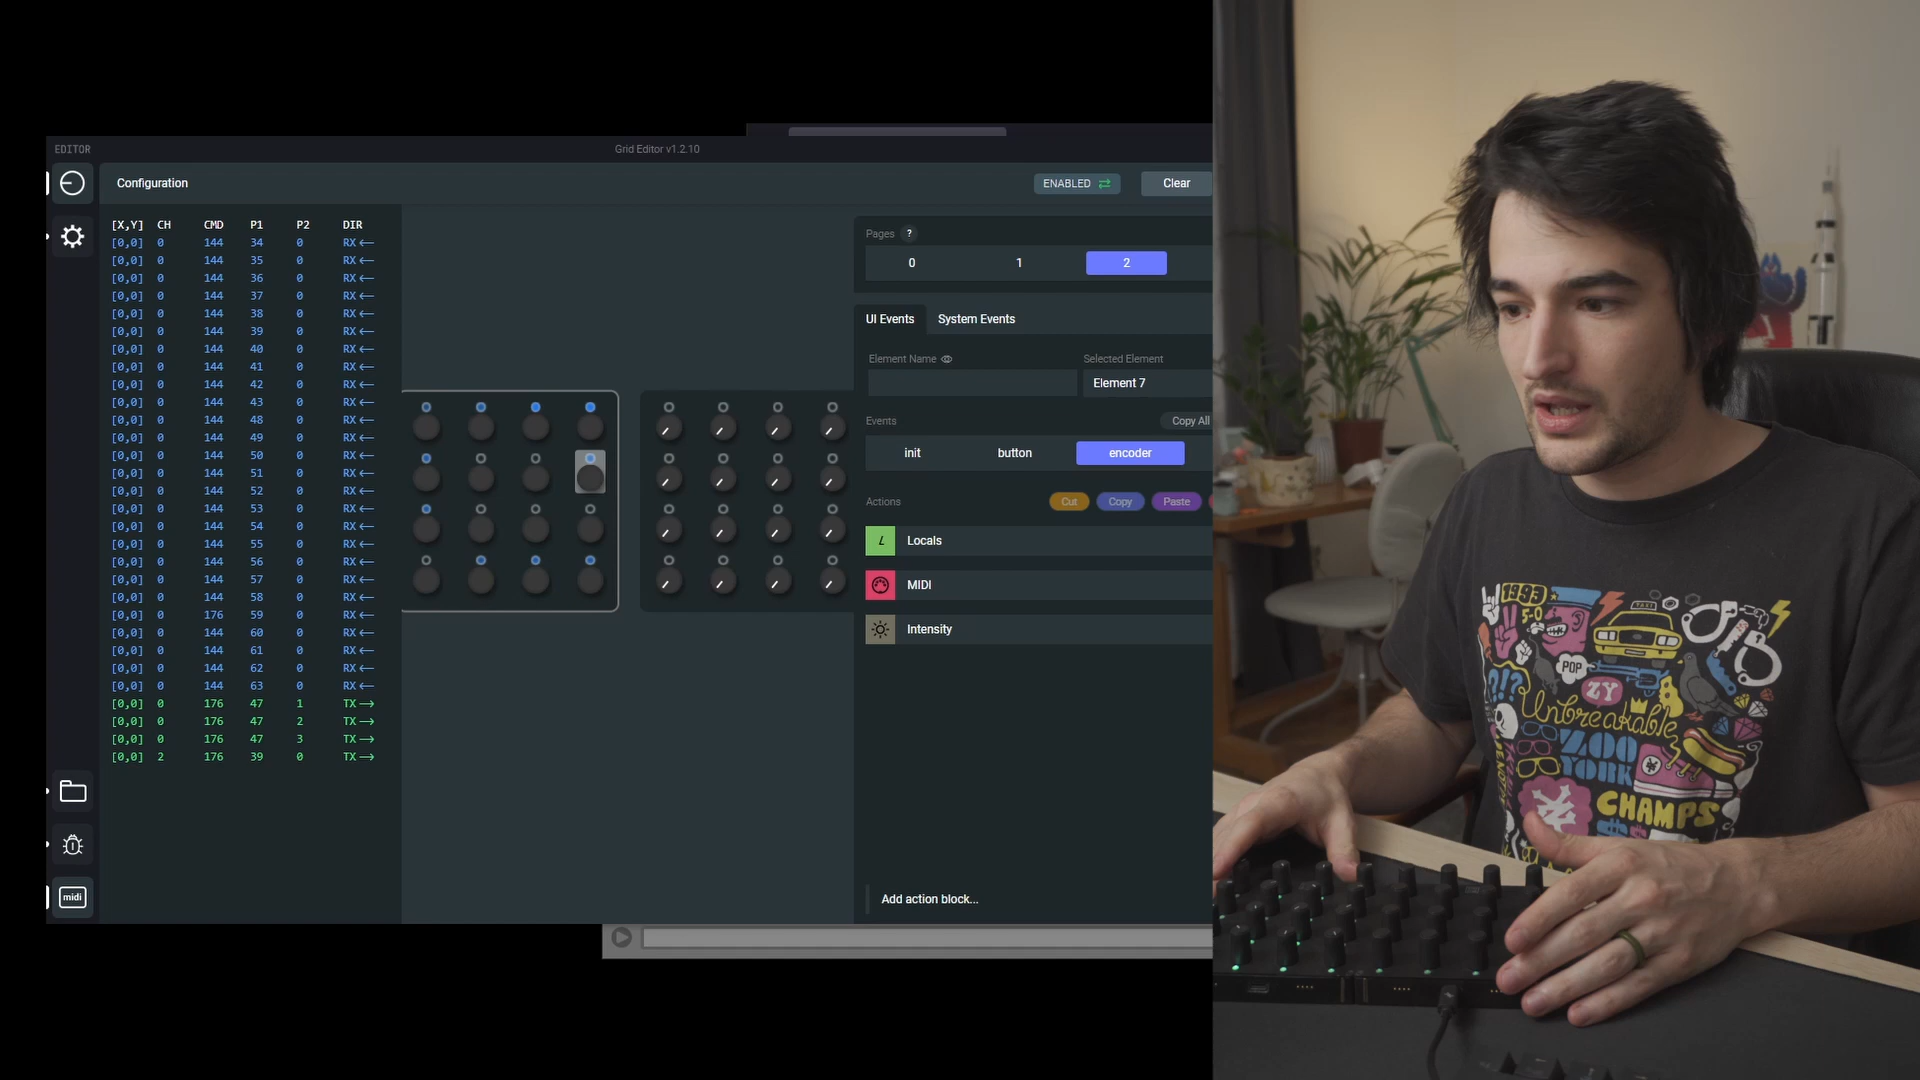 EDITOR
Grid Editor v1.2.10
Configuration
ENABLED
Clear
[X,Y] CH CMD P1 P2 DIR
[0,0] 0 144 34 0 RX
[0,0] 0 144 35 0 RX
[0,0] 0 144 36 0 RX
[0,0] 0 144 37 0 RX
[0,0] 0 144 38 0 RX
[0,0] 0 144 39 0 RX
[0,0] 0 144 40 0 RX
[0,0] 0 144 41 0 RX
[0,0] 0 144 42 0 RX
[0,0] 0 144 43 0 RX
[0,0] 0 144 48 0 RX
[0,0] 0 144 49 0 RX
[0,0] 0 144 50 0 RX
[0,0] 0 144 51 0 RX
[0,0] 0 144 52 0 RX
[0,0] 0 144 53 0 RX
[0,0] 0 144 54 0 RX
[0,0] 0 144 55 0 RX
[0,0] 0 144 56 0 RX
[0,0] 0 144 57 0 RX
[0,0] 0 144 58 0 RX
[0,0] 0 176 59 0 RX
[0,0] 0 144 60 0 RX
[0,0] 0 144 61 0 RX
[0,0] 0 144 62 0 RX
[0,0] 0 144 63 0 RX
[0,0] 0 176 47 1 TX
[0,0] 0 176 47 2 TX
[0,0] 0 176 47 3 TX
[0,0] 2 176 39 0 TX
midi
Pages ?
0 1 2
UI Events System Events
Element Name Selected Element
Element 7
Events Copy All
init button encoder
Actions Cut Copy Paste
L Locals
MIDI
Intensity
Add action block...
1993
5-0
TAXI
POP
ZY
Unbreakable
ZOO
YORK
CHAMPS